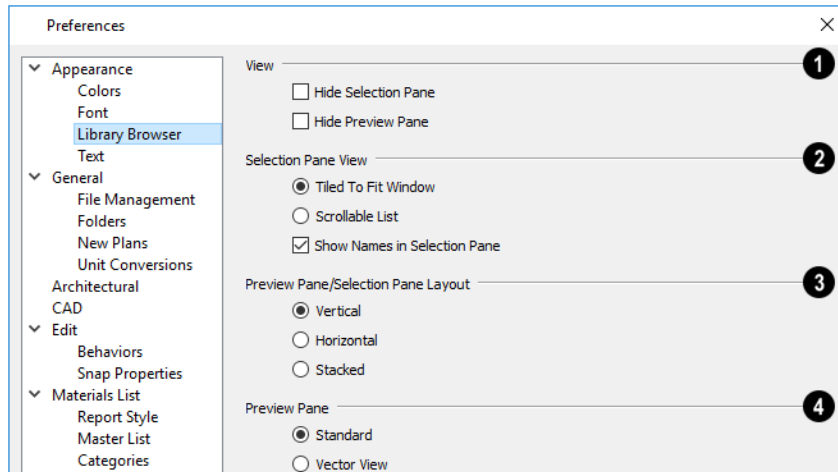 Preferences
Appearance
Colors
Font
Library Browser
Text
General
File Management
Folders
New Plans
Unit Conversions
Architectural
CAD
Edit
Behaviors
Snap Properties
Materials List
Report Style
Master List
Categories
View 1
Hide Selection Pane
Hide Preview Pane
Selection Pane View 2
Tiled To Fit Window
Scrollable List
Show Names in Selection Pane
Preview Pane/Selection Pane Layout 3
Vertical
Horizontal
Stacked
Preview Pane 4
Standard
Vector View